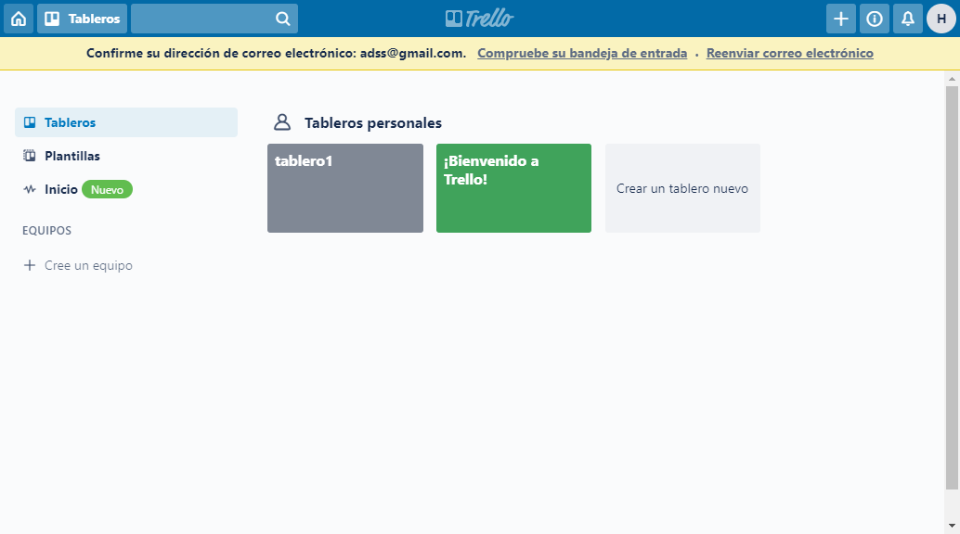 Tableros
Trello
H
Confirme su dirección de correo electrónico: adss@gmail.com. Compruebe su bandeja de entrada · Reenviar correo electrónico
Tableros
Plantillas
Inicio Nuevo
EQUIPOS
+ Cree un equipo
Tableros personales
tablero1
¡Bienvenido a
Trello!
Crear un tablero nuevo